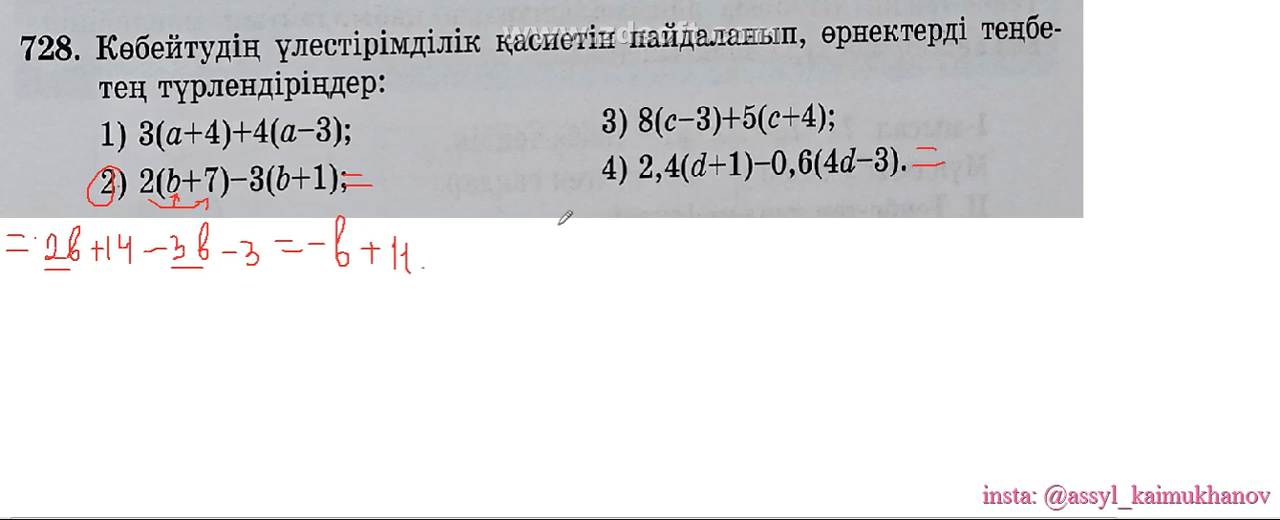 728. Көбейтудің үлестірімділік қасиетін пайдаланып, өрнектерді теңбе-
тең түрлендіріңдер:
1) 3(a+4)+4(a−3);
2) 2(b+7)−3(b+1); =
3) 8(c−3)+5(c+4);
4) 2,4(d+1)−0,6(4d−3). =
= 2b+14−3b−3 = −b+11.
insta: @assyl_kaimukhanov